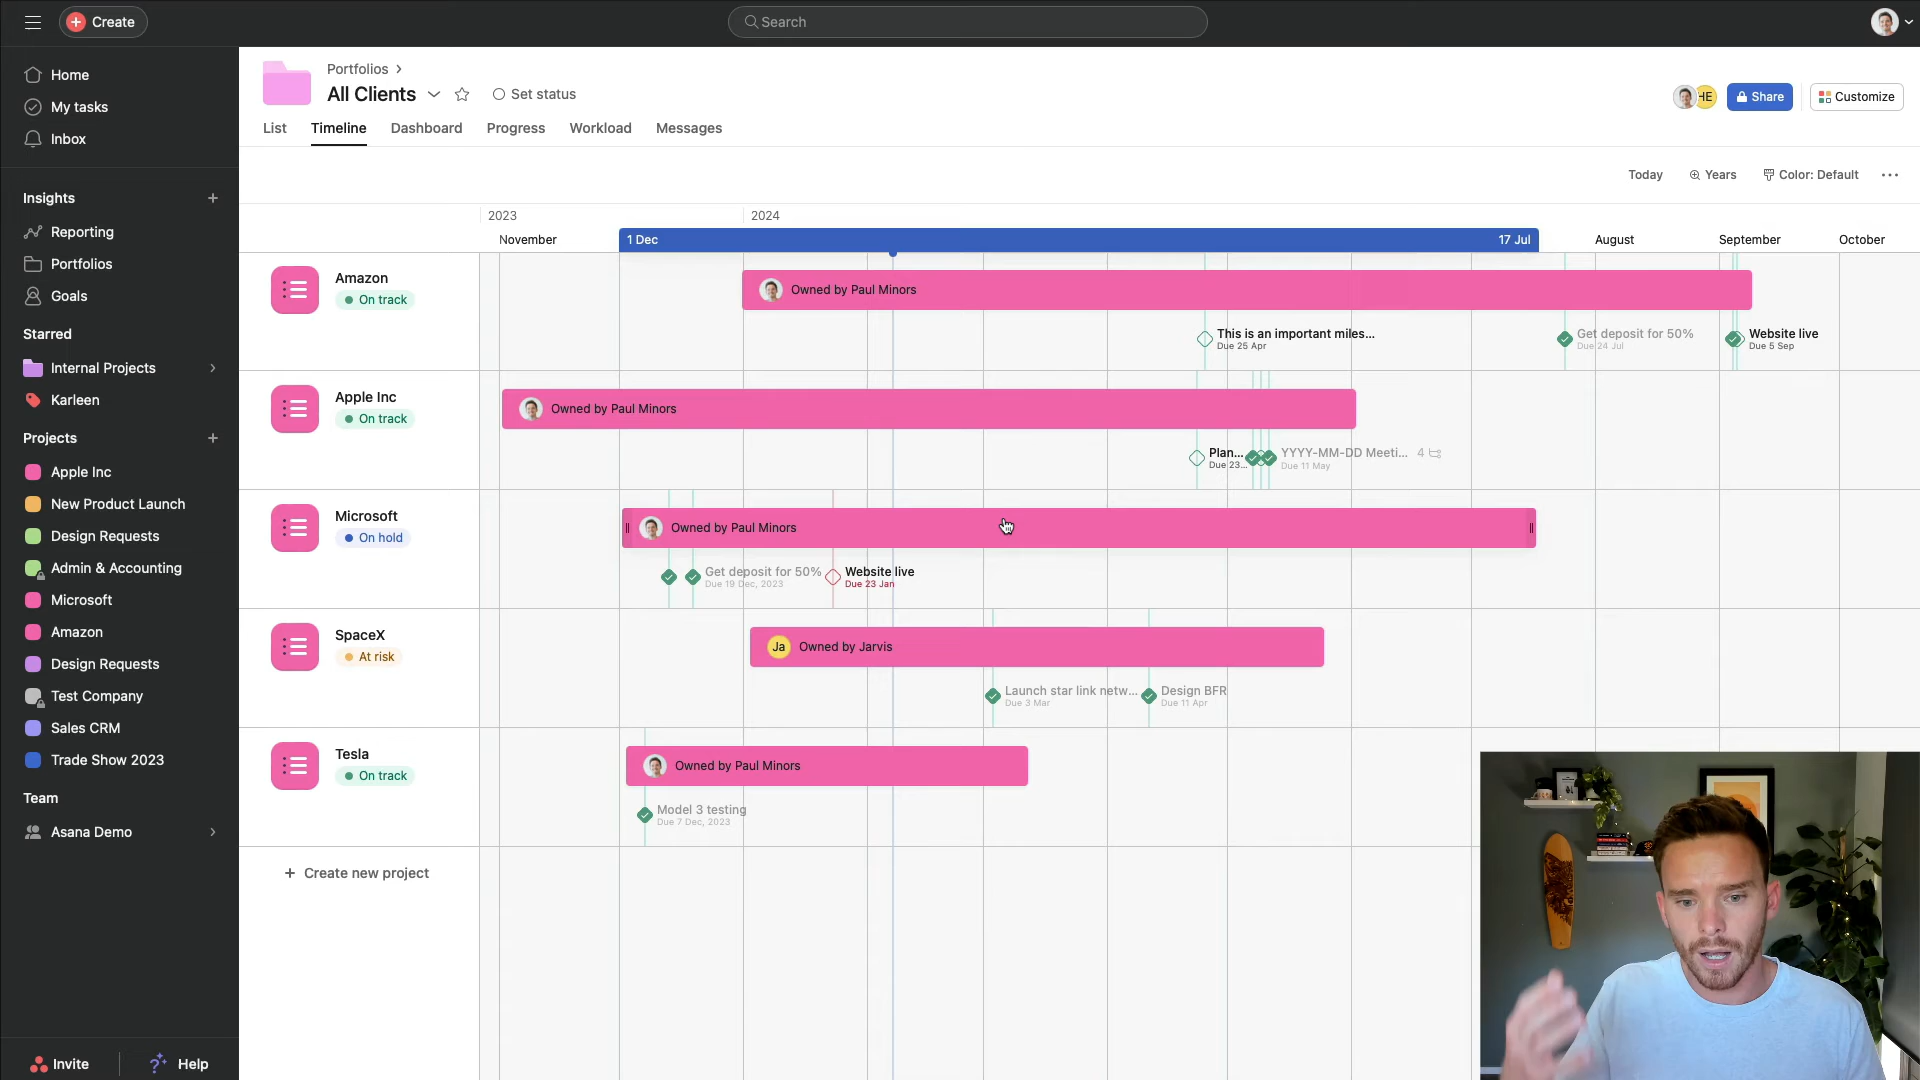 Create
Search
Home
My tasks
Inbox
Insights
Reporting
Portfolios
Goals
Starred
Internal Projects
Karleen
Projects
Apple Inc
New Product Launch
Design Requests
Admin & Accounting
Microsoft
Amazon
Design Requests
Test Company
Sales CRM
Trade Show 2023
Team
Asana Demo
Invite
Help
Portfolios
All Clients
Set status
HE
Share
Customize
List Timeline Dashboard Progress Workload Messages
Today Years Color: Default
2023 2024
November 1 Dec 17 Jul August September October
Amazon
On track
Owned by Paul Minors
This is an important miles...
Due 25 Apr
Get deposit for 50%
Due 24 Jul
Website live
Due 5 Sep
Apple Inc
On track
Owned by Paul Minors
Plan...
Due 23...
YYYY-MM-DD Meeti... 4
Due 11 May
Microsoft
On hold
Owned by Paul Minors
Get deposit for 50%
Due 19 Dec, 2023
Website live
Due 23 Jan
SpaceX
At risk
Ja Owned by Jarvis
Launch star link netw...
Due 3 Mar
Design BFR
Due 11 Apr
Tesla
On track
Owned by Paul Minors
Model 3 testing
Due 7 Dec, 2023
+ Create new project